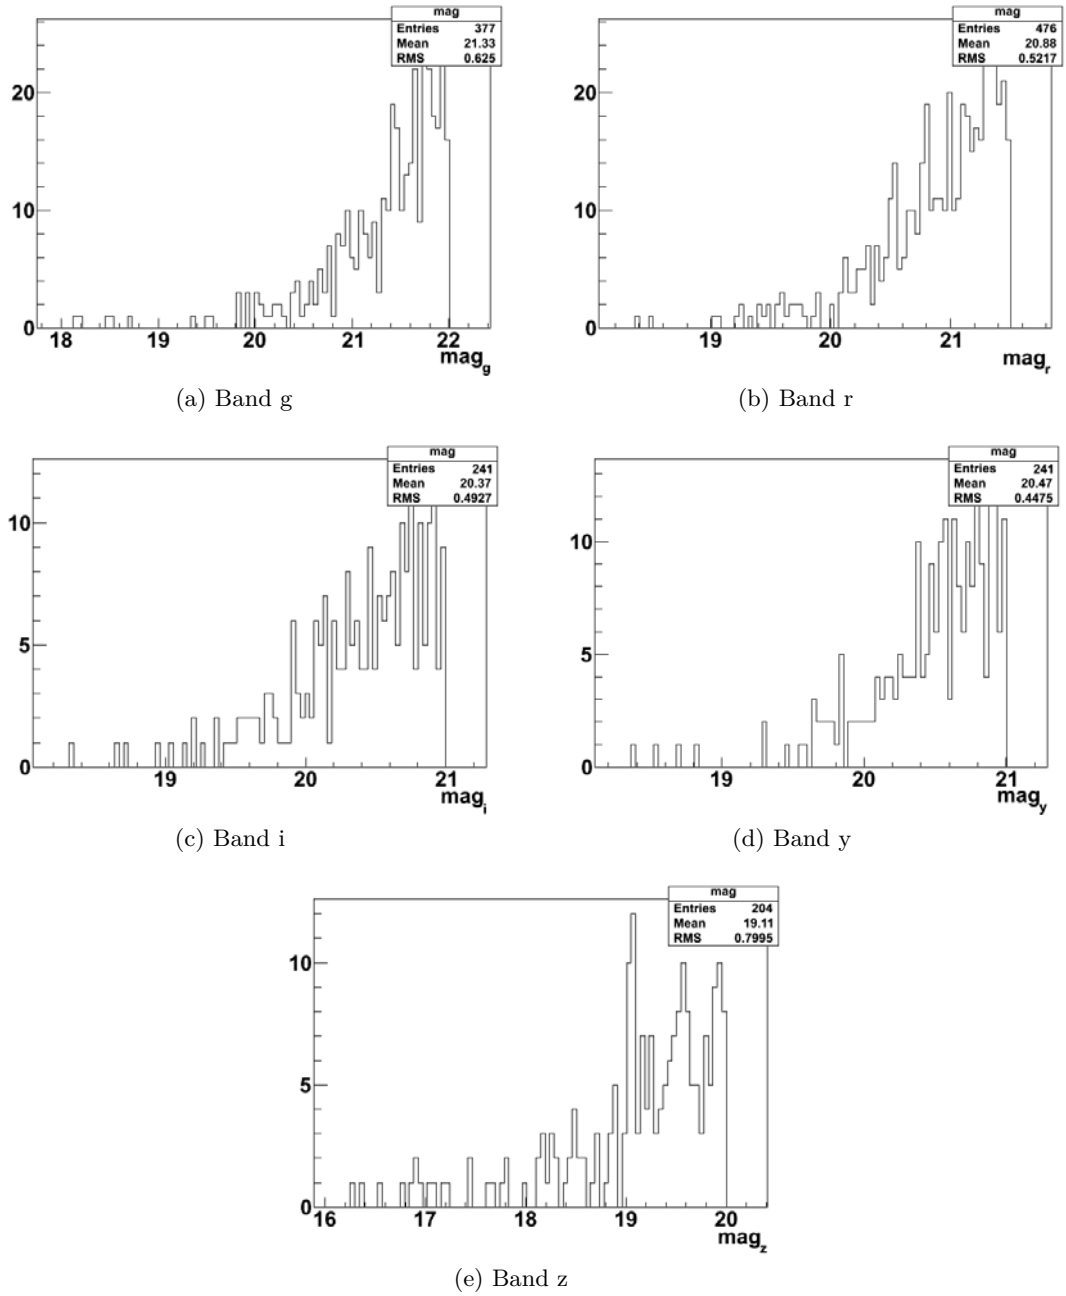 mag
Entries 377
Mean 21.33
RMS 0.625
20
10
0
18 19 20 21 22
mag_g
(a) Band g
mag
Entries 476
Mean 20.88
RMS 0.5217
20
10
0
19 20 21
mag_r
(b) Band r
mag
Entries 241
Mean 20.37
RMS 0.4927
10
5
0
19 20 21
mag_i
(c) Band i
mag
Entries 241
Mean 20.47
RMS 0.4475
10
5
0
19 20 21
mag_y
(d) Band y
mag
Entries 204
Mean 19.11
RMS 0.7995
10
5
0
16 17 18 19 20
mag_z
(e) Band z